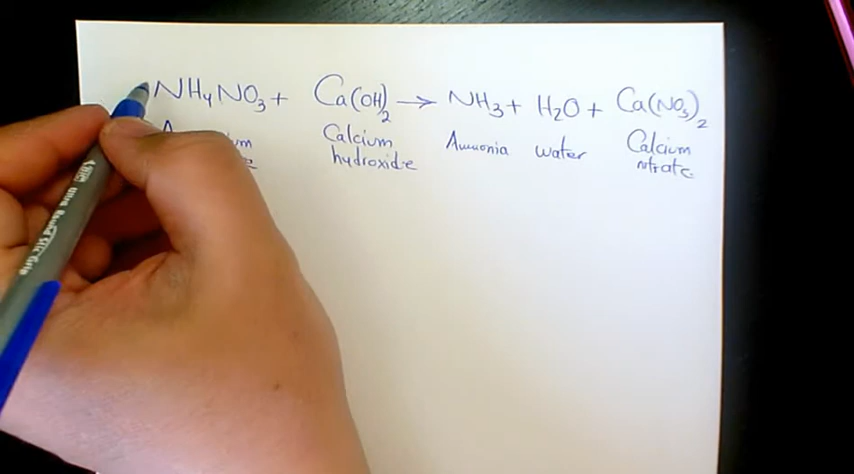 NH₄NO₃ + Ca(OH)₂ → NH₃ + H₂O + Ca(NO₃)₂
Calcium Ammonia water Calcium
hydroxide nitrate